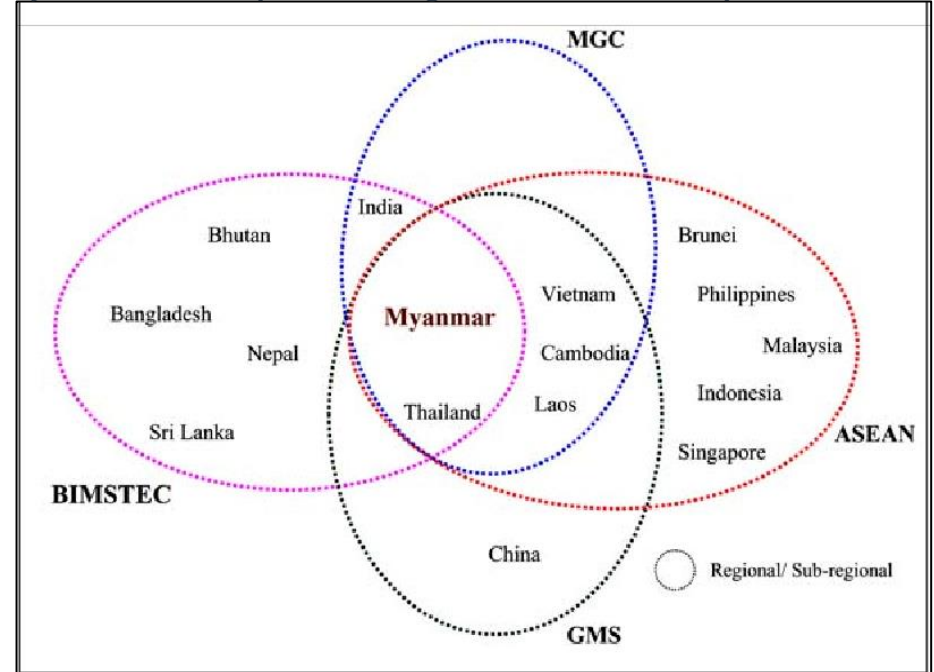 MGC
India
Bhutan
Brunei
Vietnam
Philippines
Bangladesh
Myanmar
Malaysia
Nepal
Cambodia
Indonesia
Thailand
Laos
Sri Lanka
ASEAN
Singapore
BIMSTEC
China
Regional/ Sub-regional
GMS